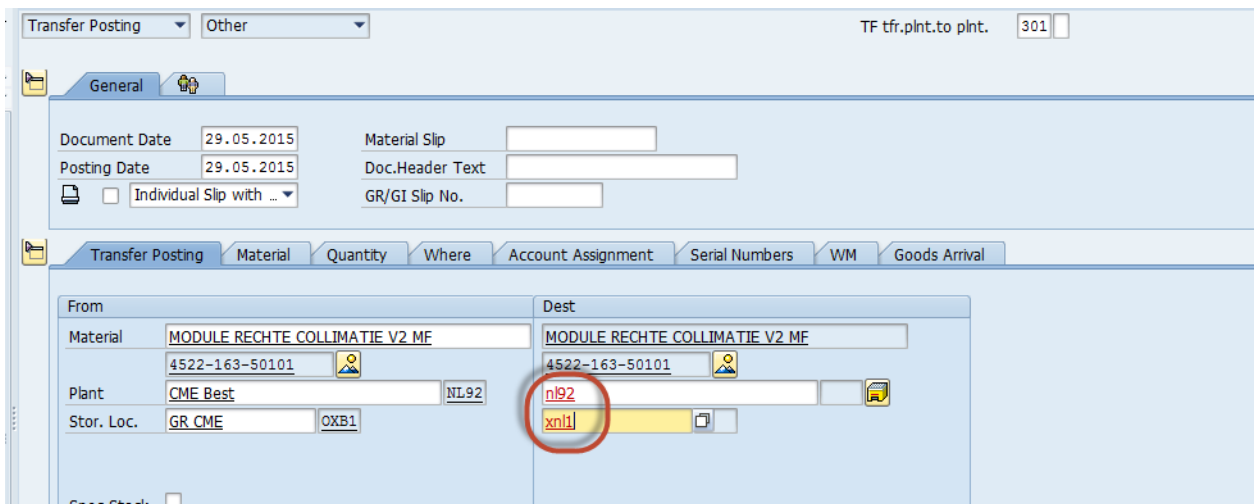 Transfer Posting Other TF tfr.plnt.to plnt. 301
General
Document Date 29.05.2015 Material Slip
Posting Date 29.05.2015 Doc.Header Text
Individual Slip with ... GR/GI Slip No.
Transfer Posting Material Quantity Where Account Assignment Serial Numbers WM Goods Arrival
From Dest
Material MODULE RECHTE COLLIMATIE V2 MF MODULE RECHTE COLLIMATIE V2 MF
4522-163-50101 4522-163-50101
Plant CME Best NL92 nl92
Stor. Loc. GR CME OXB1 xnl1
Spec.Stock